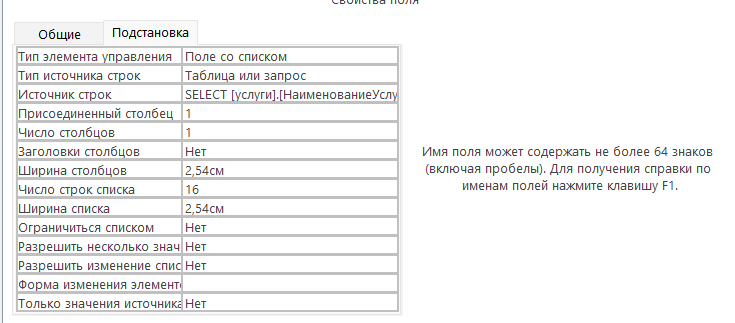 Свойства поля
Общие Подстановка
Тип элемента управления Поле со списком
Тип источника строк Таблица или запрос
Источник строк SELECT [услуги].[НаименованиеУслу
Присоединенный столбец 1
Число столбцов 1
Заголовки столбцов Нет
Ширина столбцов 2,54см
Число строк списка 16
Ширина списка 2,54см
Ограничиться списком Нет
Разрешить несколько знач Нет
Разрешить изменение спис Нет
Форма изменения элементо
Только значения источника Нет
Имя поля может содержать не более 64 знаков
(включая пробелы). Для получения справки по
именам полей нажмите клавишу F1.